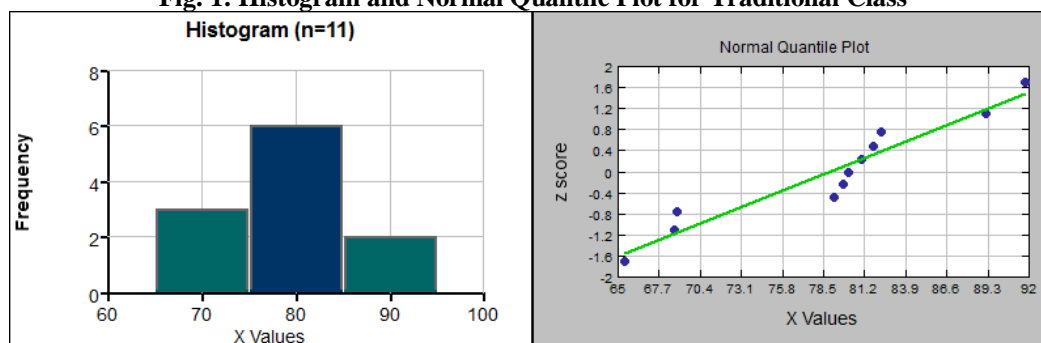 Fig. 1. Histogram and Normal Quantile Plot for Traditional Class
Histogram (n=11)
8
6
4
2
0
60 70 80 90 100
Frequency
X Values
Normal Quantile Plot
2
1.6
1.2
0.8
0.4
0
-0.4
-0.8
-1.2
-1.6
-2
65 67.7 70.4 73.1 75.8 78.5 81.2 83.9 86.6 89.3 92
z score
X Values